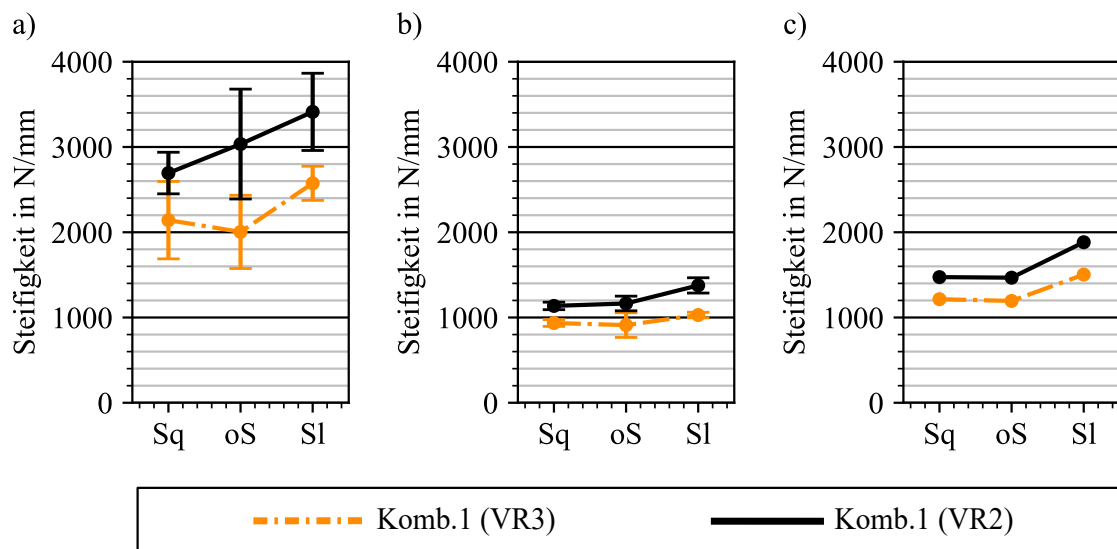 a)
Steifigkeit in N/mm
4000
3000
2000
1000
0
Sq oS Sl
b)
Steifigkeit in N/mm
4000
3000
2000
1000
0
Sq oS Sl
c)
Steifigkeit in N/mm
4000
3000
2000
1000
0
Sq oS Sl
Komb.1 (VR3) Komb.1 (VR2)